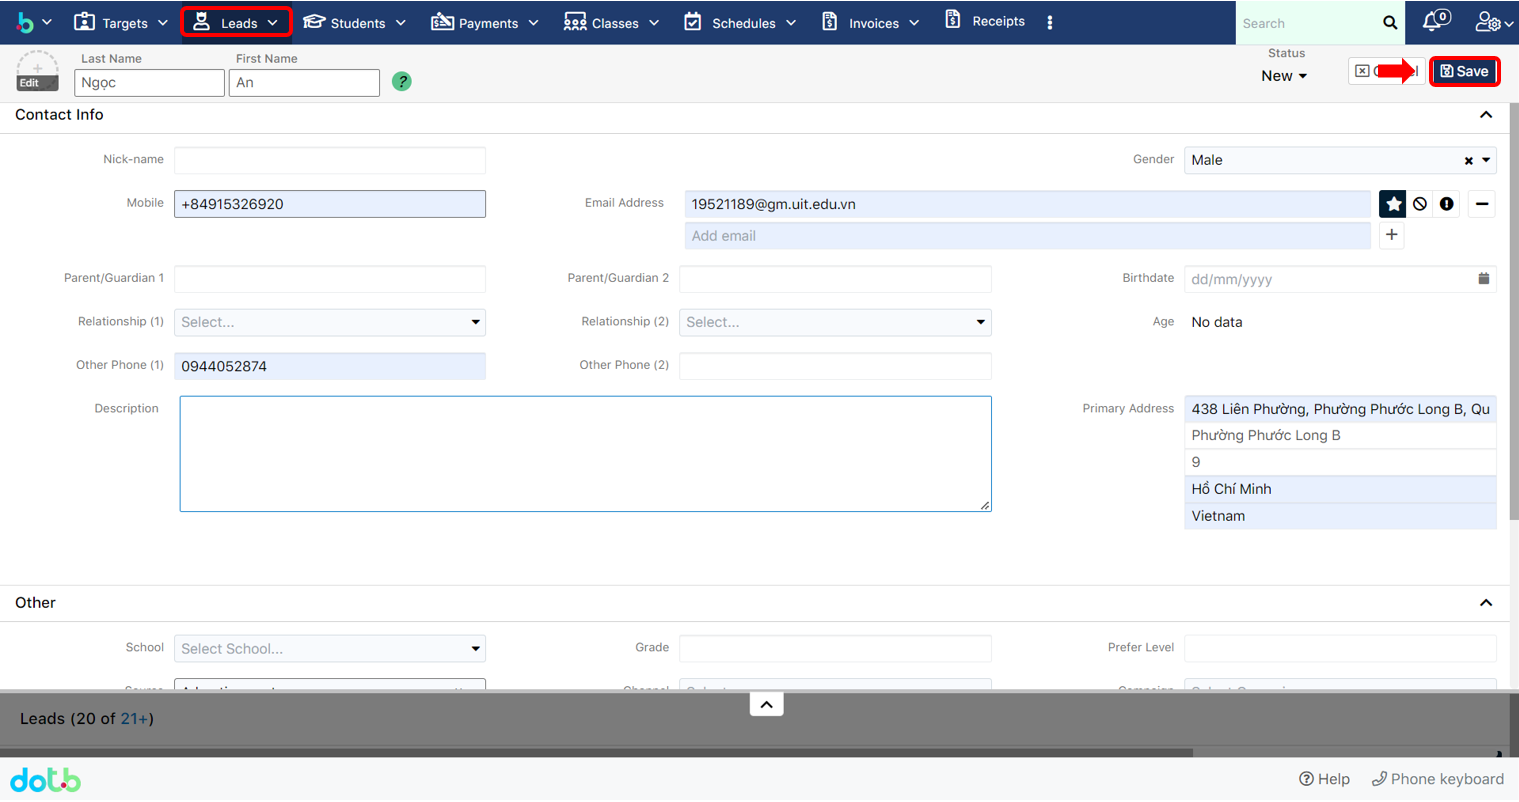 Targets Leads Students Payments Classes Schedules Invoices Receipts Search 0
Last Name First Name Status
Edit Ngọc An ? New Save
Contact Info
Nick-name Gender Male
Mobile +84915326920 Email Address 19521189@gm.uit.edu.vn
Add email
Parent/Guardian 1 Parent/Guardian 2 Birthdate dd/mm/yyyy
Relationship (1) Select... Relationship (2) Select... Age No data
Other Phone (1) 0944052874 Other Phone (2)
Description Primary Address 438 Liên Phường, Phường Phước Long B, Qu
Phường Phước Long B
9
Hồ Chí Minh
Vietnam
Other
School Select School... Grade Prefer Level
Leads (20 of 21+)
dotb Help Phone keyboard